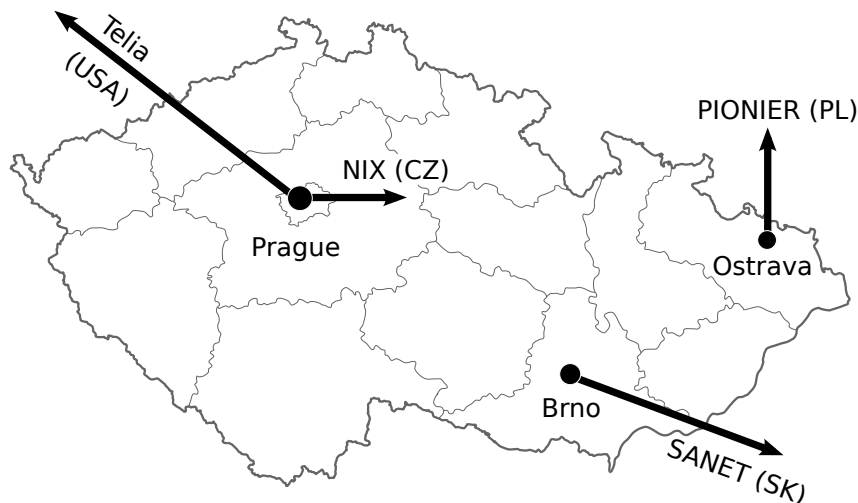 Telia
(USA)
PIONIER (PL)
NIX (CZ)
Prague
Ostrava
Brno
SANET (SK)